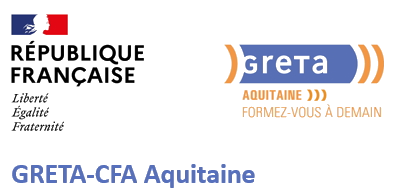 RÉPUBLIQUE
FRANÇAISE
Liberté
Égalité
Fraternité
GRETA
AQUITAINE )))
FORMEZ-VOUS À DEMAIN
GRETA-CFA Aquitaine